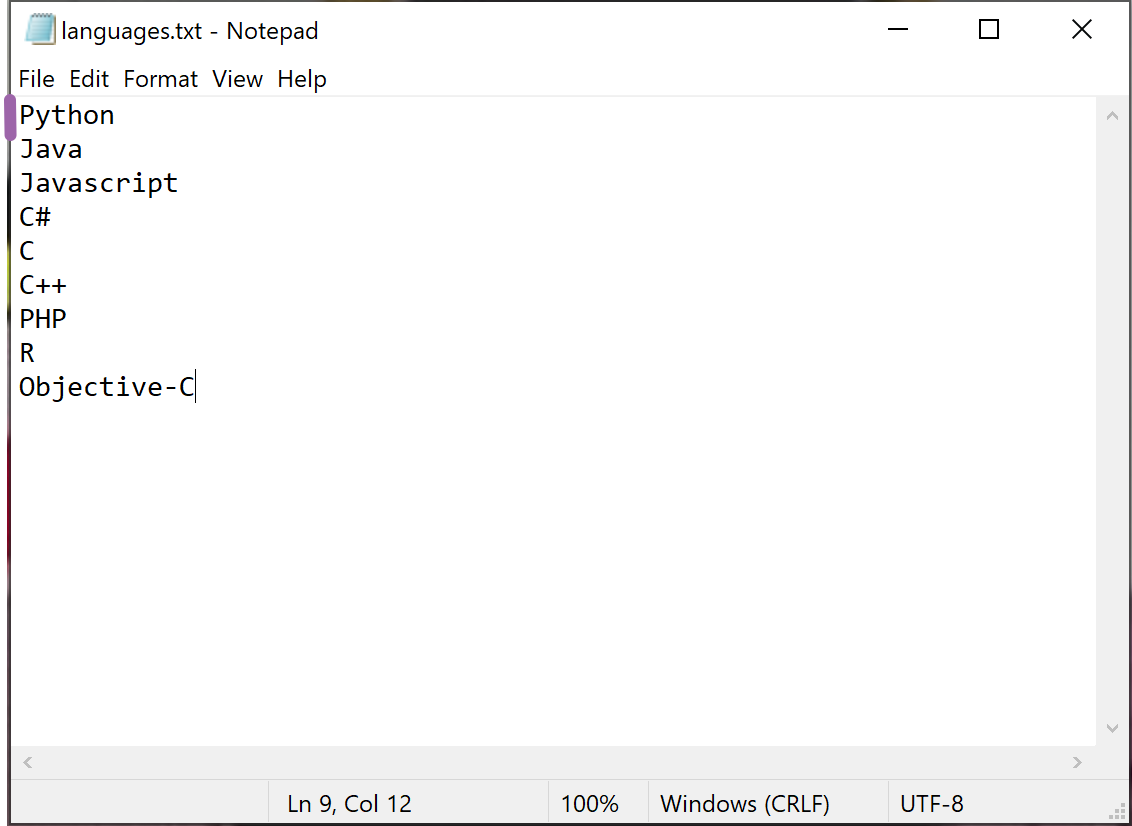 languages.txt - Notepad
File Edit Format View Help
Python
Java
Javascript
C#
C
C++
PHP
R
Objective-C
Ln 9, Col 12 100% Windows (CRLF) UTF-8